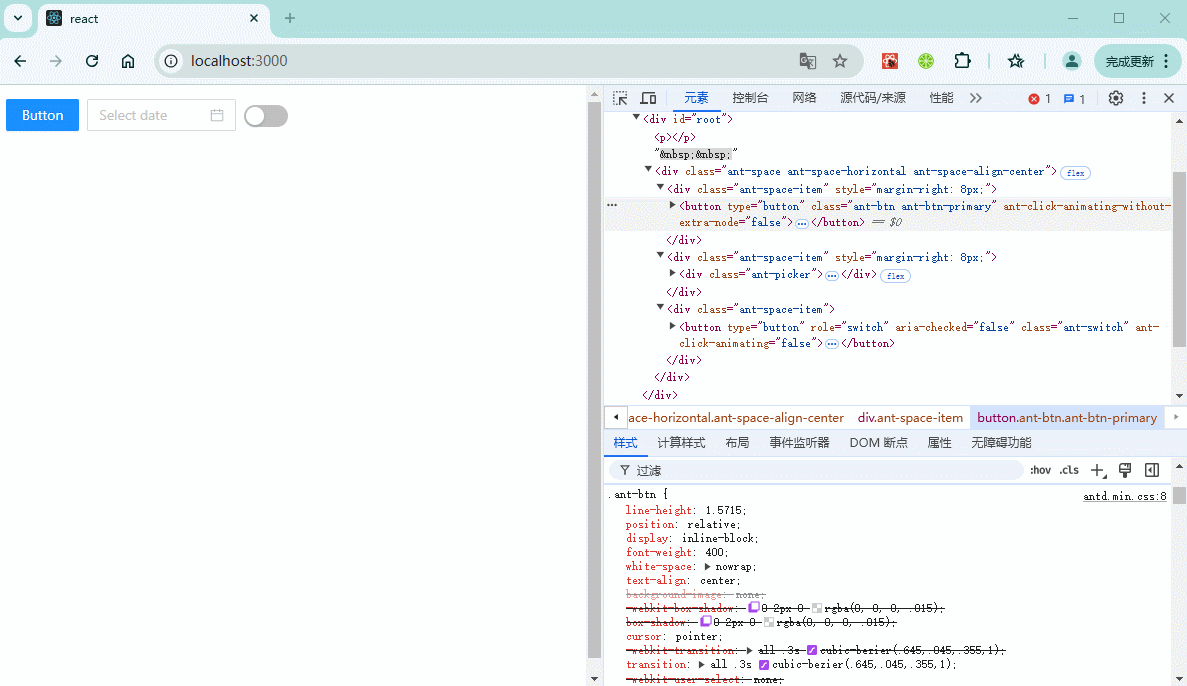 react
localhost:3000
完成更新
Button
Select date
元素 控制台 网络 源代码/来源 性能 1 1
<div id="root">
<p></p>
"&nbsp;&nbsp;"
<div class="ant-space ant-space-horizontal ant-space-align-center"> flex
<div class="ant-space-item" style="margin-right: 8px;">
<button type="button" class="ant-btn ant-btn-primary" ant-click-animating-without-
extra-node="false"> … </button> == $0
</div>
<div class="ant-space-item" style="margin-right: 8px;">
<div class="ant-picker"> … </div> flex
</div>
<div class="ant-space-item">
<button type="button" role="switch" aria-checked="false" class="ant-switch" ant-
click-animating="false"> … </button>
</div>
</div>
</div>
ace-horizontal.ant-space-align-center div.ant-space-item button.ant-btn.ant-btn-primary
样式 计算样式 布局 事件监听器 DOM 断点 属性 无障碍功能
过滤 :hov .cls
.ant-btn { antd.min.css:8
line-height: 1.5715;
position: relative;
display: inline-block;
font-weight: 400;
white-space: nowrap;
text-align: center;
background-image: none;
-webkit-box-shadow: 0 2px 0 rgba(0, 0, 0, .015);
box-shadow: 0 2px 0 rgba(0, 0, 0, .015);
cursor: pointer;
-webkit-transition: all .3s cubic-bezier(.645,.045,.355,1);
transition: all .3s cubic-bezier(.645,.045,.355,1);
-webkit-user-select: none;